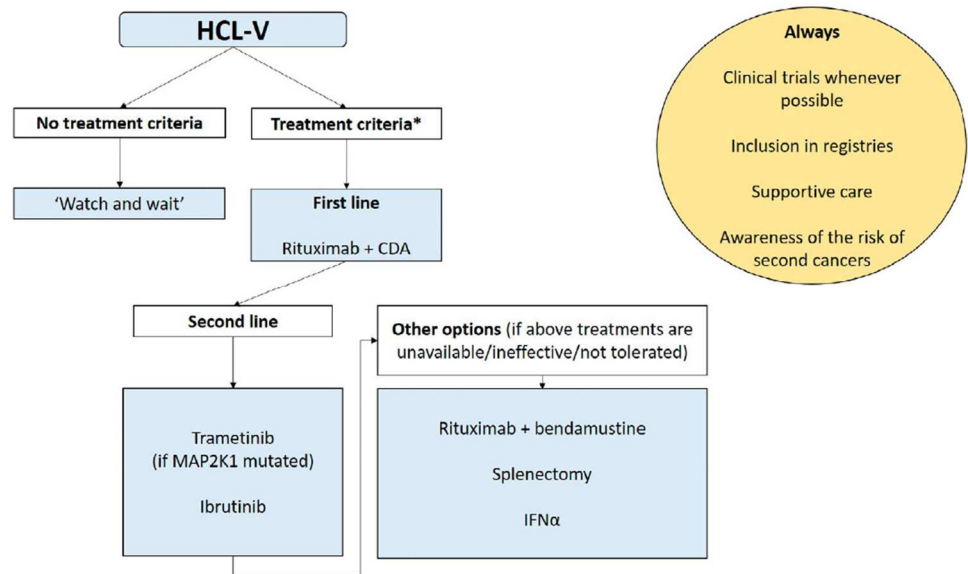 HCL-V
No treatment criteria
Treatment criteria*
‘Watch and wait’
First line
Rituximab + CDA
Second line
Trametinib
(if MAP2K1 mutated)
Ibrutinib
Other options (if above treatments are
unavailable/ineffective/not tolerated)
Rituximab + bendamustine
Splenectomy
IFNα
Always
Clinical trials whenever
possible
Inclusion in registries
Supportive care
Awareness of the risk of
second cancers